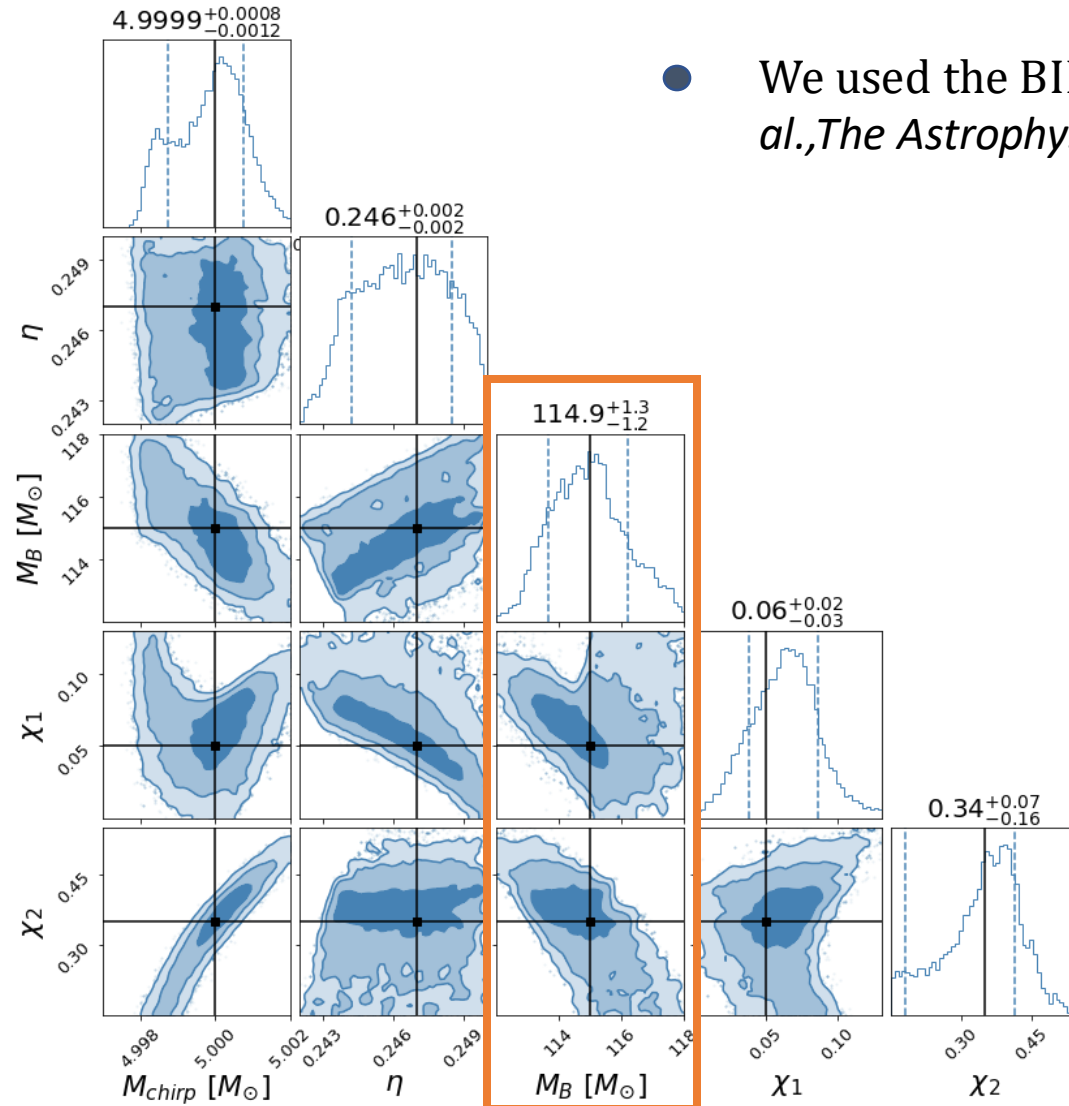 4.9999+0.0008−0.0012
We used the BI
al.,The Astrophy
0.246+0.002−0.002
0.249
0.246
0.243
η
114.9+1.3−1.2
118
116
114
M_B [M⊙]
0.06+0.02−0.03
0.10
0.05
χ1
0.34+0.07−0.16
0.45
0.30
χ2
4.998 5.000 5.002 0.243 0.246 0.249 114 116 118 0.05 0.10 0.30 0.45
M_chirp [M⊙] η M_B [M⊙] χ1 χ2